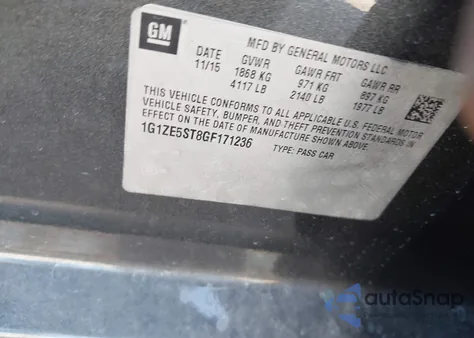 GM
MFD BY GENERAL MOTORS LLC
DATE GVWR GAWR FRT GAWR RR
11/15 1868 KG 971 KG 897 KG
4117 LB 2140 LB 1977 LB
THIS VEHICLE CONFORMS TO ALL APPLICABLE U.S. FEDERAL MOTOR
VEHICLE SAFETY, BUMPER, AND THEFT PREVENTION STANDARDS IN
EFFECT ON THE DATE OF MANUFACTURE SHOWN ABOVE.
1G1ZE5ST8GF171236 TYPE: PASS CAR
autoSnap